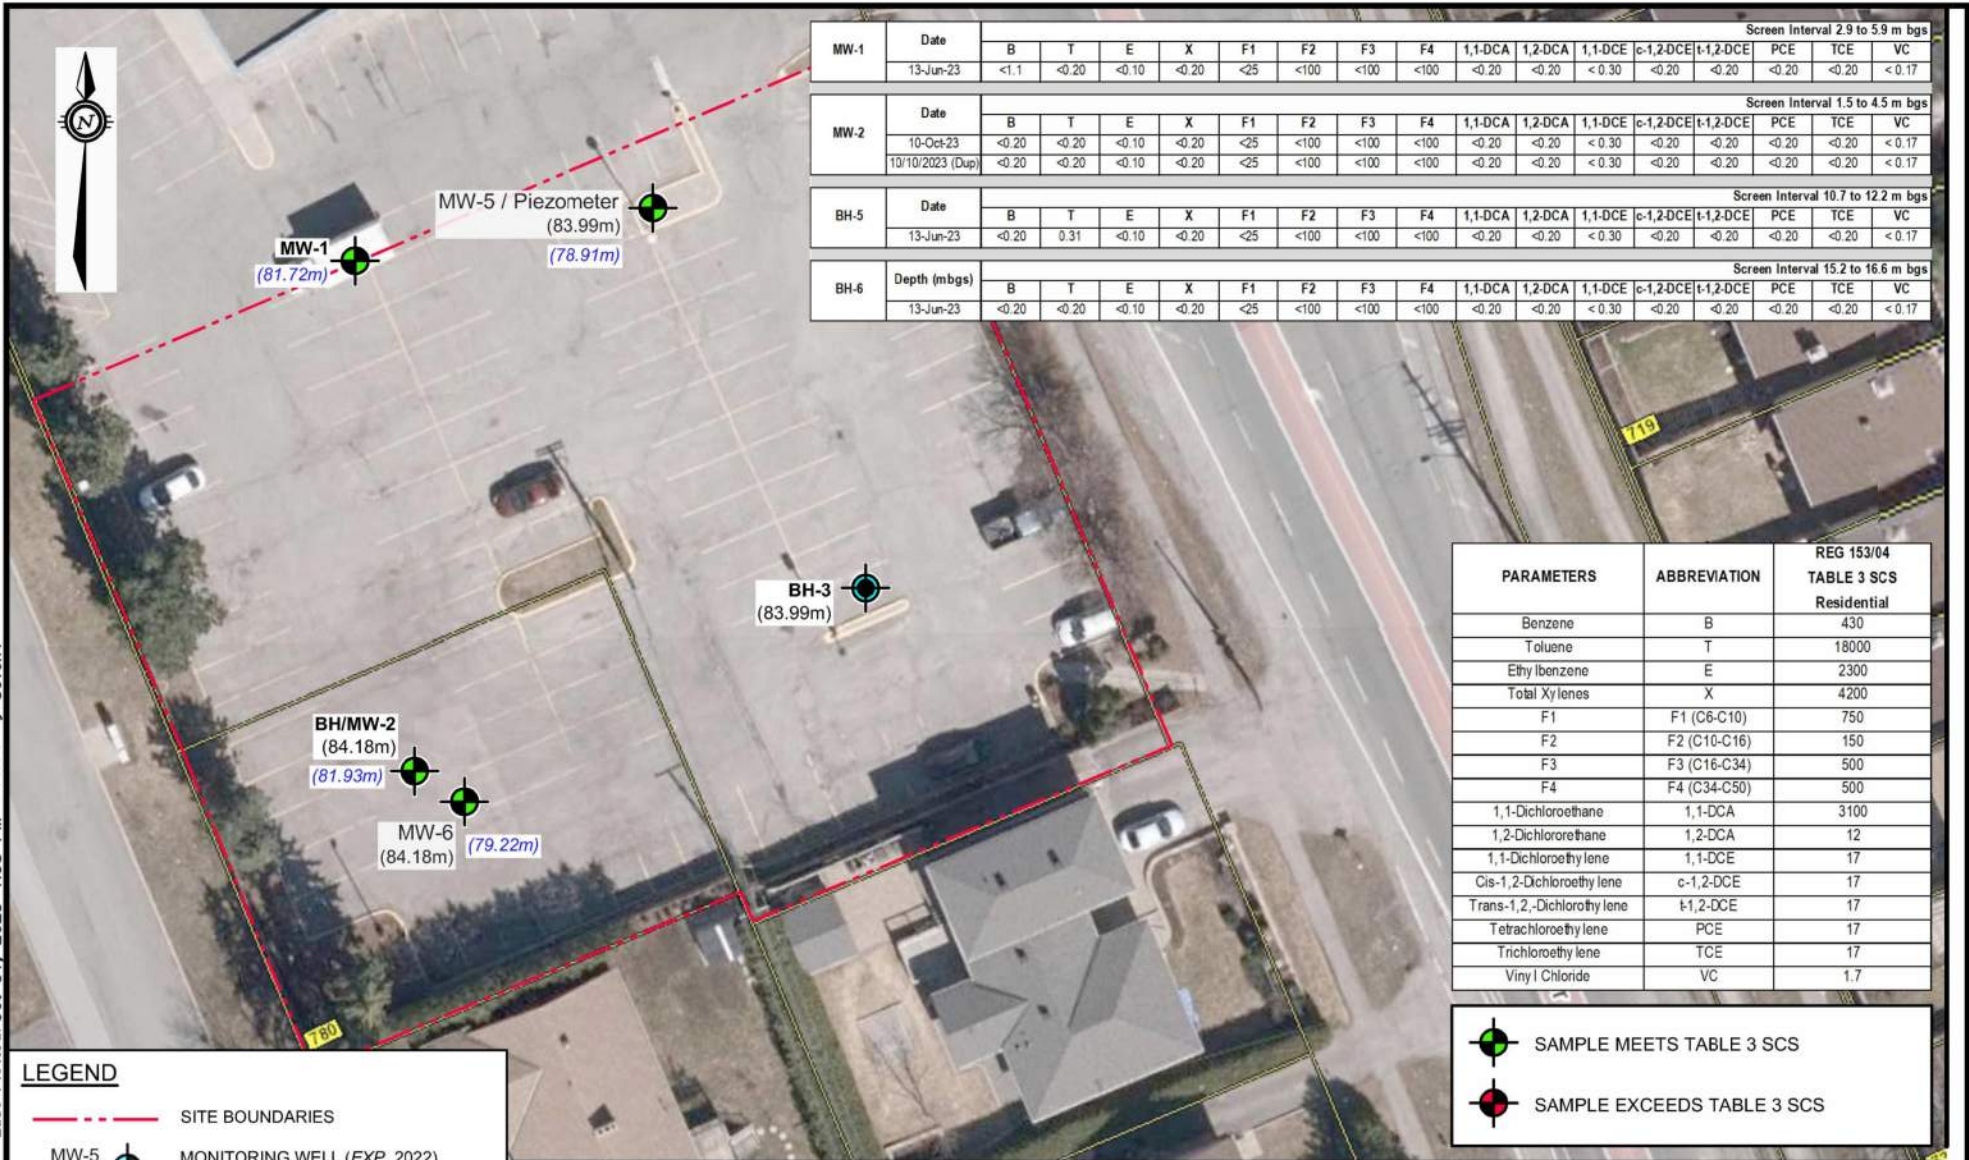 N
MW-1 Date Screen Interval 2.9 to 5.9 m bgs
B T E X F1 F2 F3 F4 1,1-DCA 1,2-DCA 1,1-DCE c-1,2-DCE t-1,2-DCE PCE TCE VC
13-Jun-23 <1.1 <0.20 <0.10 <0.20 <25 <100 <100 <100 <0.20 <0.20 < 0.30 <0.20 <0.20 <0.20 <0.20 < 0.17
MW-2 Date Screen Interval 1.5 to 4.5 m bgs
B T E X F1 F2 F3 F4 1,1-DCA 1,2-DCA 1,1-DCE c-1,2-DCE t-1,2-DCE PCE TCE VC
10-Oct-23 <0.20 <0.20 <0.10 <0.20 <25 <100 <100 <100 <0.20 <0.20 < 0.30 <0.20 <0.20 <0.20 <0.20 < 0.17
10/10/2023 (Dup) <0.20 <0.20 <0.10 <0.20 <25 <100 <100 <100 <0.20 <0.20 < 0.30 <0.20 <0.20 <0.20 <0.20 < 0.17
BH-5 Date Screen Interval 10.7 to 12.2 m bgs
B T E X F1 F2 F3 F4 1,1-DCA 1,2-DCA 1,1-DCE c-1,2-DCE t-1,2-DCE PCE TCE VC
13-Jun-23 <0.20 0.31 <0.10 <0.20 <25 <100 <100 <100 <0.20 <0.20 < 0.30 <0.20 <0.20 <0.20 <0.20 < 0.17
BH-6 Depth (mbgs) Screen Interval 15.2 to 16.6 m bgs
B T E X F1 F2 F3 F4 1,1-DCA 1,2-DCA 1,1-DCE c-1,2-DCE t-1,2-DCE PCE TCE VC
13-Jun-23 <0.20 <0.20 <0.10 <0.20 <25 <100 <100 <100 <0.20 <0.20 < 0.30 <0.20 <0.20 <0.20 <0.20 < 0.17
MW-5 / Piezometer
(83.99m)
(78.91m)
MW-1
(81.72m)
719
BH-3
(83.99m)
BH/MW-2
(84.18m)
(81.93m)
MW-6
(84.18m)
(79.22m)
780
PARAMETERS ABBREVIATION REG 153/04
TABLE 3 SCS
Residential
Benzene B 430
Toluene T 18000
Ethylbenzene E 2300
Total Xylenes X 4200
F1 F1 (C6-C10) 750
F2 F2 (C10-C16) 150
F3 F3 (C16-C34) 500
F4 F4 (C34-C50) 500
1,1-Dichloroethane 1,1-DCA 3100
1,2-Dichlororethane 1,2-DCA 12
1,1-Dichloroethylene 1,1-DCE 17
Cis-1,2-Dichloroethylene c-1,2-DCE 17
Trans-1,2,-Dichlorothylene t-1,2-DCE 17
Tetrachloroethylene PCE 17
Trichloroethylene TCE 17
Vinyl Chloride VC 1.7
SAMPLE MEETS TABLE 3 SCS
SAMPLE EXCEEDS TABLE 3 SCS
LEGEND
SITE BOUNDARIES
MW-5 MONITORING WELL (EXP, 2022)